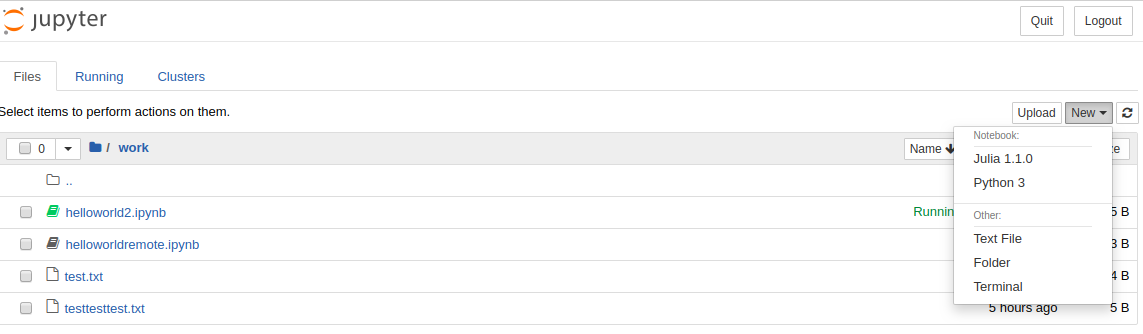 jupyter
Quit
Logout
Files
Running
Clusters
Select items to perform actions on them.
Upload
New
0
/ work
Name
Notebook:
Julia 1.1.0
Python 3
Other:
Text File
Folder
Terminal
..
helloworld2.ipynb
5 B
helloworldremote.ipynb
3 B
test.txt
4 B
testtesttest.txt
5 hours ago
5 B